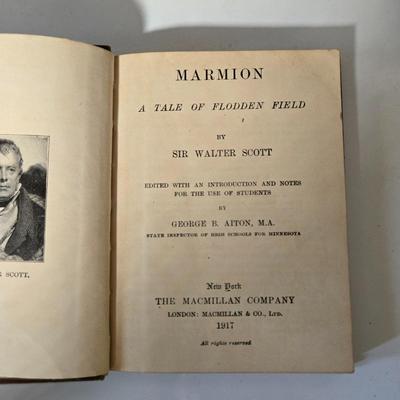 R SCOTT.
MARMION
A TALE OF FLODDEN FIELD
BY
SIR WALTER SCOTT
EDITED WITH AN INTRODUCTION AND NOTES
FOR THE USE OF STUDENTS
BY
GEORGE B. AITON, M.A.
STATE INSPECTOR OF HIGH SCHOOLS FOR MINNESOTA
New York
THE MACMILLAN COMPANY
LONDON: MACMILLAN & CO., LTD.
1917
All rights reserved